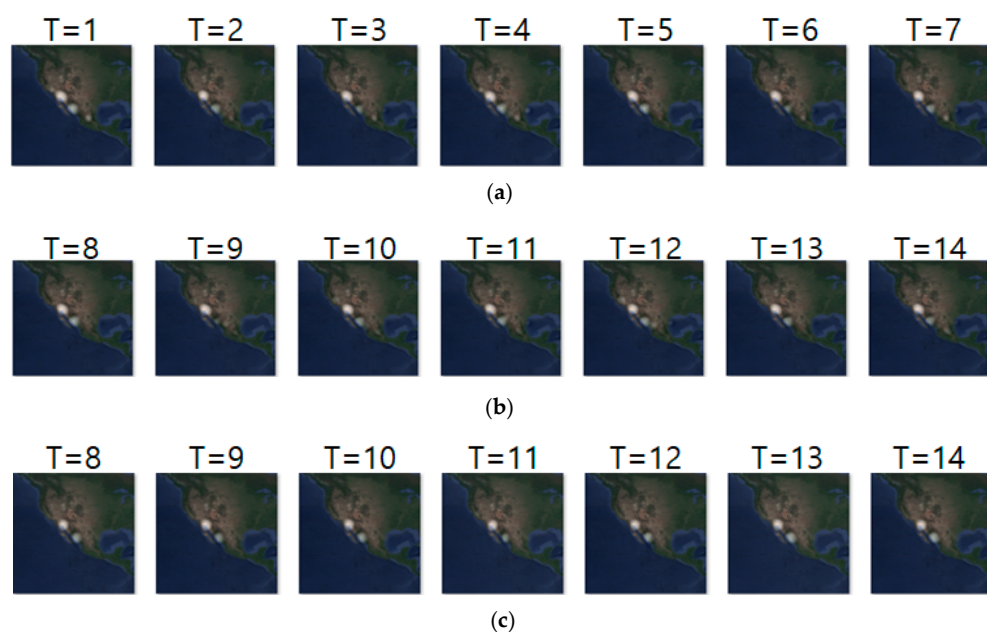 T=1 T=2 T=3 T=4 T=5 T=6 T=7
(a)
T=8 T=9 T=10 T=11 T=12 T=13 T=14
(b)
T=8 T=9 T=10 T=11 T=12 T=13 T=14
(c)